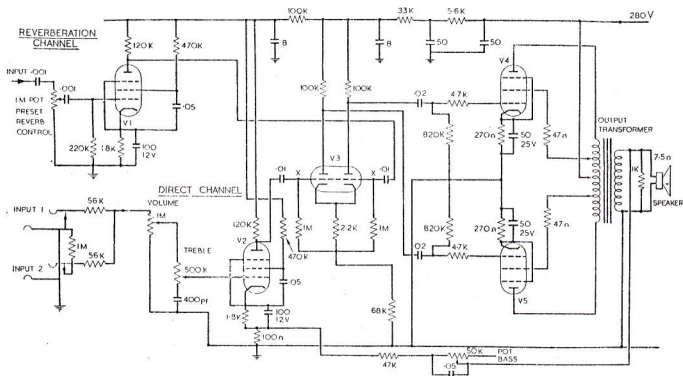 100K
33K
5·6K
280V
REVERBERATION
CHANNEL
120K
470K
8
8
50
50
V4
INPUT ·001
·001
1M POT
PRESET
REVERB
CONTROL
V1
·05
220K
1·8K
100
12V
100K
100K
·02
4·7K
820K
270Ω
50
25V
47Ω
OUTPUT
TRANSFORMER
7·5Ω
1K
SPEAKER
V3
·01
X
X
·01
DIRECT CHANNEL
VOLUME
INPUT 1
56K
1M
1M
INPUT 2
56K
TREBLE
500K
400pf
120K
V2
470K
·05
1·8K
100
12V
100Ω
1M
2·2K
1M
68K
820K
·02
4·7K
270Ω
50
25V
47Ω
V5
47K
50K
POT
BASS
·05